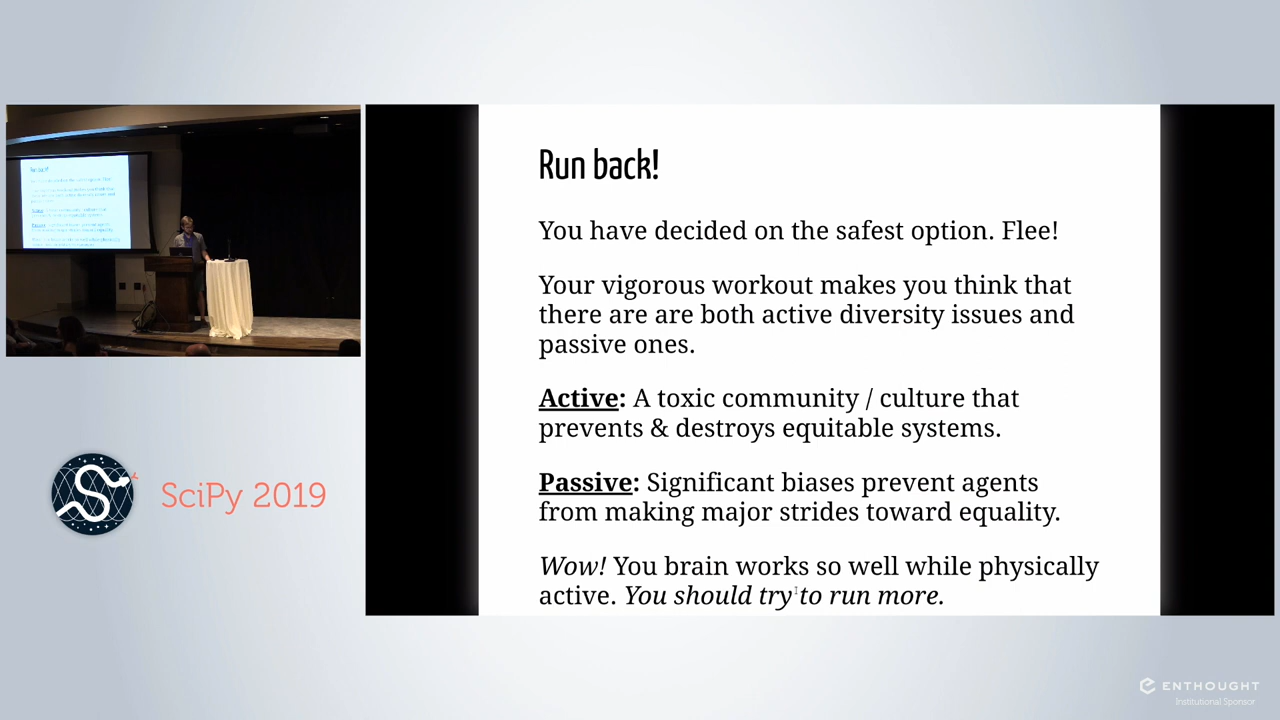 Run back!
You have decided on the safest option. Flee!
Your vigorous workout makes you think that
there are are both active diversity issues and
passive ones.
Active: A toxic community / culture that
prevents & destroys equitable systems.
Passive: Significant biases prevent agents
from making major strides toward equality.
Wow! You brain works so well while physically
active. You should try to run more.
Run back!
SciPy 2019
ENTHOUGHT
Institutional Sponsor